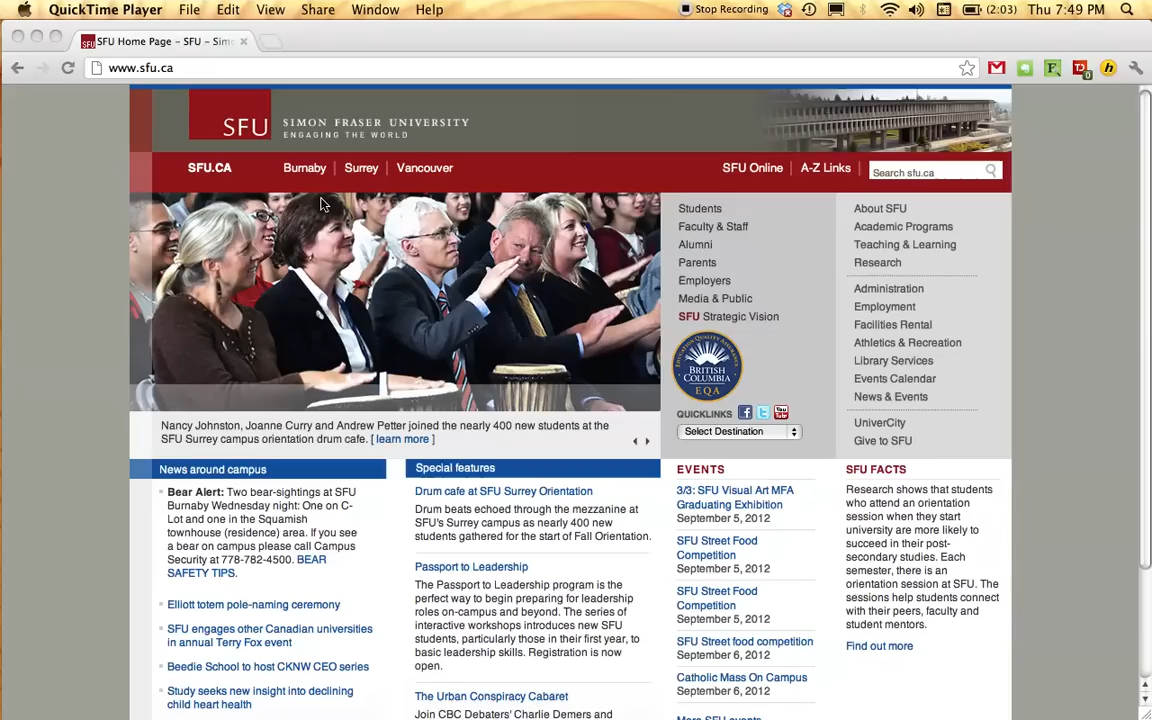 QuickTime Player File Edit View Share Window Help Stop Recording (2:03) Thu 7:49 PM
SFU SFU Home Page – SFU – Sim
www.sfu.ca
0
SFU SIMON FRASER UNIVERSITY
ENGAGING THE WORLD
SFU.CA Burnaby Surrey Vancouver SFU Online A-Z Links Search sfu.ca
Students
Faculty & Staff
Alumni
Parents
Employers
Media & Public
SFU Strategic Vision
EDUCATION QUALITY ASSURANCE
BRITISH
COLUMBIA
EQA
QUICKLINKS You Tube
Select Destination
About SFU
Academic Programs
Teaching & Learning
Research
Administration
Employment
Facilities Rental
Athletics & Recreation
Library Services
Events Calendar
News & Events
UniverCity
Give to SFU
Nancy Johnston, Joanne Curry and Andrew Petter joined the nearly 400 new students at the
SFU Surrey campus orientation drum cafe. [ learn more ]
News around campus
Bear Alert: Two bear-sightings at SFU
Burnaby Wednesday night: One on C-
Lot and one in the Squamish
townhouse (residence) area. If you see
a bear on campus please call Campus
Security at 778-782-4500. BEAR
SAFETY TIPS.
Elliott totem pole-naming ceremony
SFU engages other Canadian universities
in annual Terry Fox event
Beedie School to host CKNW CEO series
Study seeks new insight into declining
child heart health
Special features
Drum cafe at SFU Surrey Orientation
Drum beats echoed through the mezzanine at
SFU's Surrey campus as nearly 400 new
students gathered for the start of Fall Orientation.
Passport to Leadership
The Passport to Leadership program is the
perfect way to begin preparing for leadership
roles on-campus and beyond. The series of
interactive workshops introduces new SFU
students, particularly those in their first year, to
basic leadership skills. Registration is now
open.
The Urban Conspiracy Cabaret
Join CBC Debaters' Charlie Demers and
EVENTS
3/3: SFU Visual Art MFA
Graduating Exhibition
September 5, 2012
SFU Street Food
Competition
September 5, 2012
SFU Street Food
Competition
September 5, 2012
SFU Street food competition
September 6, 2012
Catholic Mass On Campus
September 6, 2012
More SFU events
SFU FACTS
Research shows that students
who attend an orientation
session when they start
university are more likely to
succeed in their post-
secondary studies. Each
semester, there is an
orientation session at SFU. The
sessions help students connect
with their peers, faculty and
student mentors.
Find out more